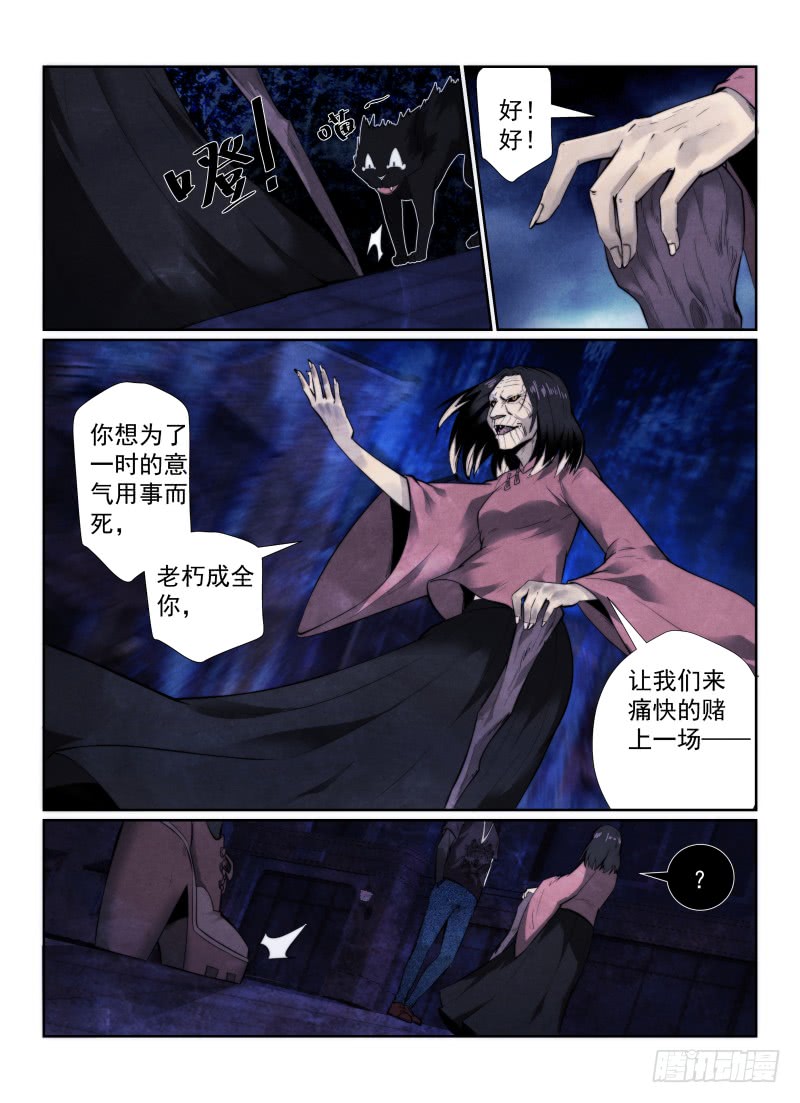 噔！
喵～
好！
好！
你想为了
一时的意
气用事而
死，
老朽成全
你，
让我们来
痛快的赌
上一场——
？
腾讯动漫